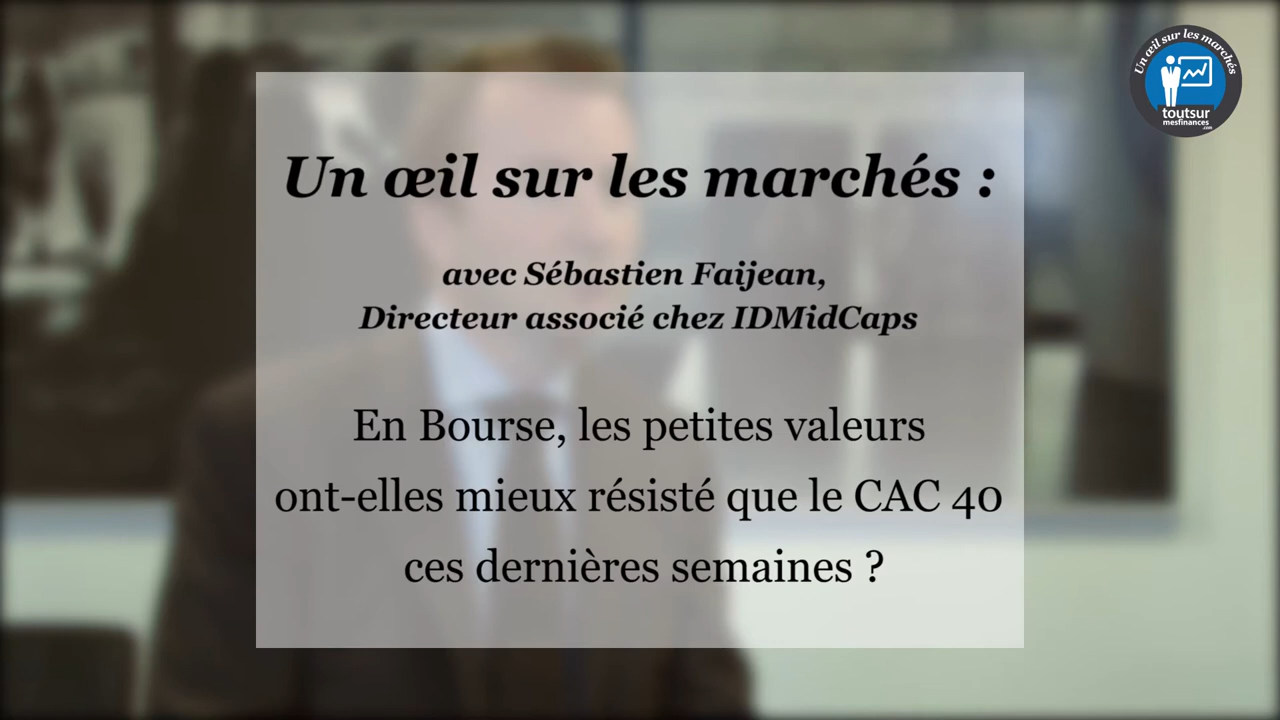 Un œil sur les marchés
toutsur
mesfinances
.com
Un œil sur les marchés :
avec Sébastien Faijean,
Directeur associé chez IDMidCaps
En Bourse, les petites valeurs
ont-elles mieux résisté que le CAC 40
ces dernières semaines ?